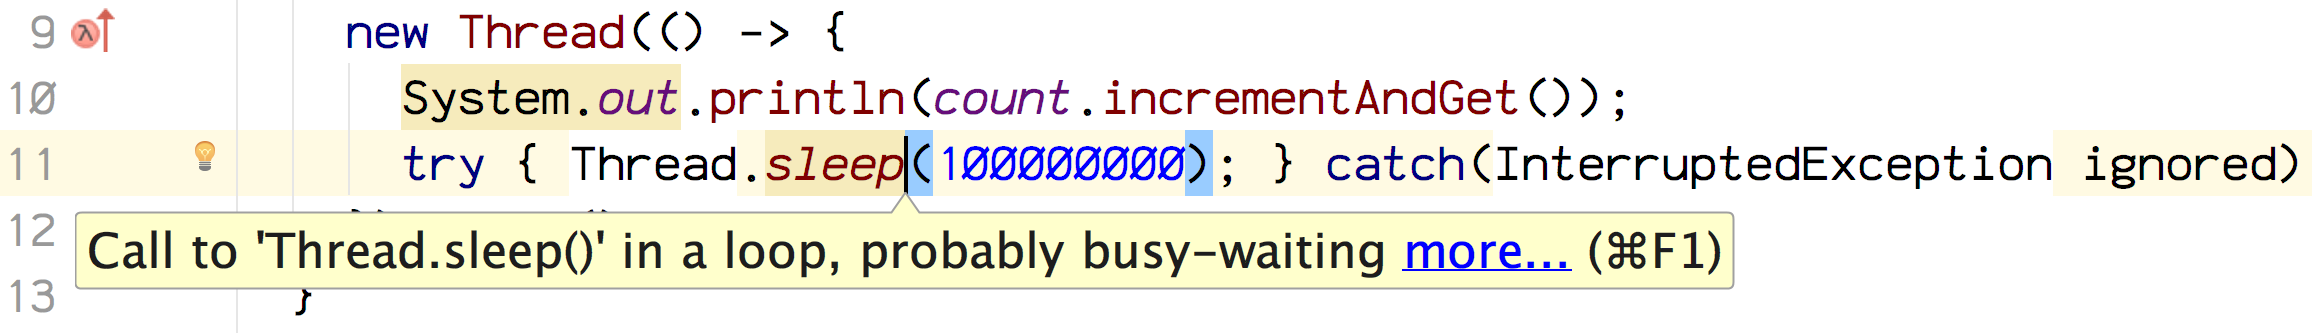 9 λ new Thread(() -> {
10 System.out.println(count.incrementAndGet());
11 try { Thread.sleep(100000000); } catch(InterruptedException ignored)
12
Call to 'Thread.sleep()' in a loop, probably busy-waiting more... (⌘F1)
13 }